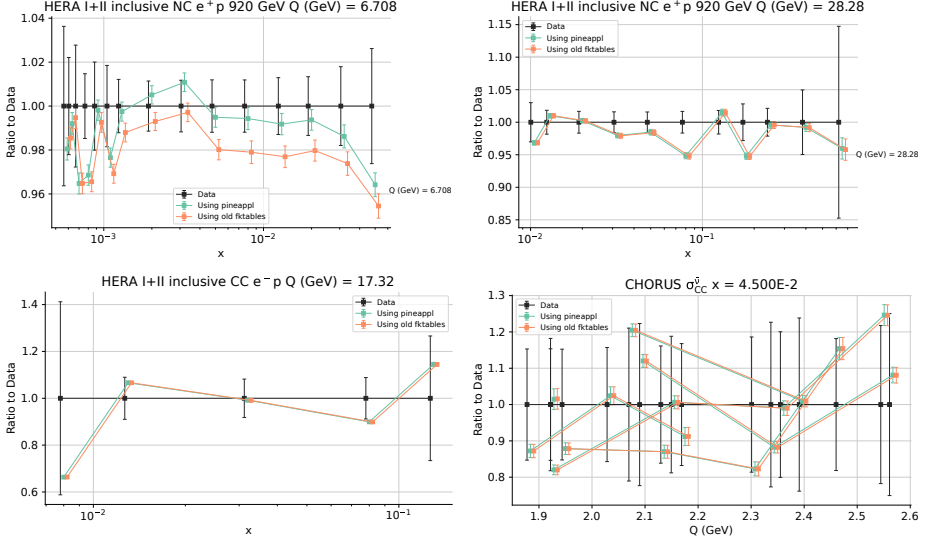 HERA I+II inclusive NC e⁺p 920 GeV Q (GeV) = 6.708
1.04
1.02
1.00
0.98
0.96
Ratio to Data
Data
Using pineappl
Using old fktables
Q (GeV) = 6.708
10⁻³
10⁻²
x
HERA I+II inclusive NC e⁺p 920 GeV Q (GeV) = 28.28
1.15
1.10
1.05
1.00
0.95
0.90
0.85
Ratio to Data
Data
Using pineappl
Using old fktables
Q (GeV) = 28.28
10⁻²
10⁻¹
x
HERA I+II inclusive CC e⁻p Q (GeV) = 17.32
1.4
1.2
1.0
0.8
0.6
Ratio to Data
Data
Using pineappl
Using old fktables
10⁻²
10⁻¹
x
CHORUS σ_CC^ν̄ x = 4.500E-2
1.3
1.2
1.1
1.0
0.9
0.8
0.7
Ratio to Data
Data
Using pineappl
Using old fktables
1.9
2.0
2.1
2.2
2.3
2.4
2.5
2.6
Q (GeV)